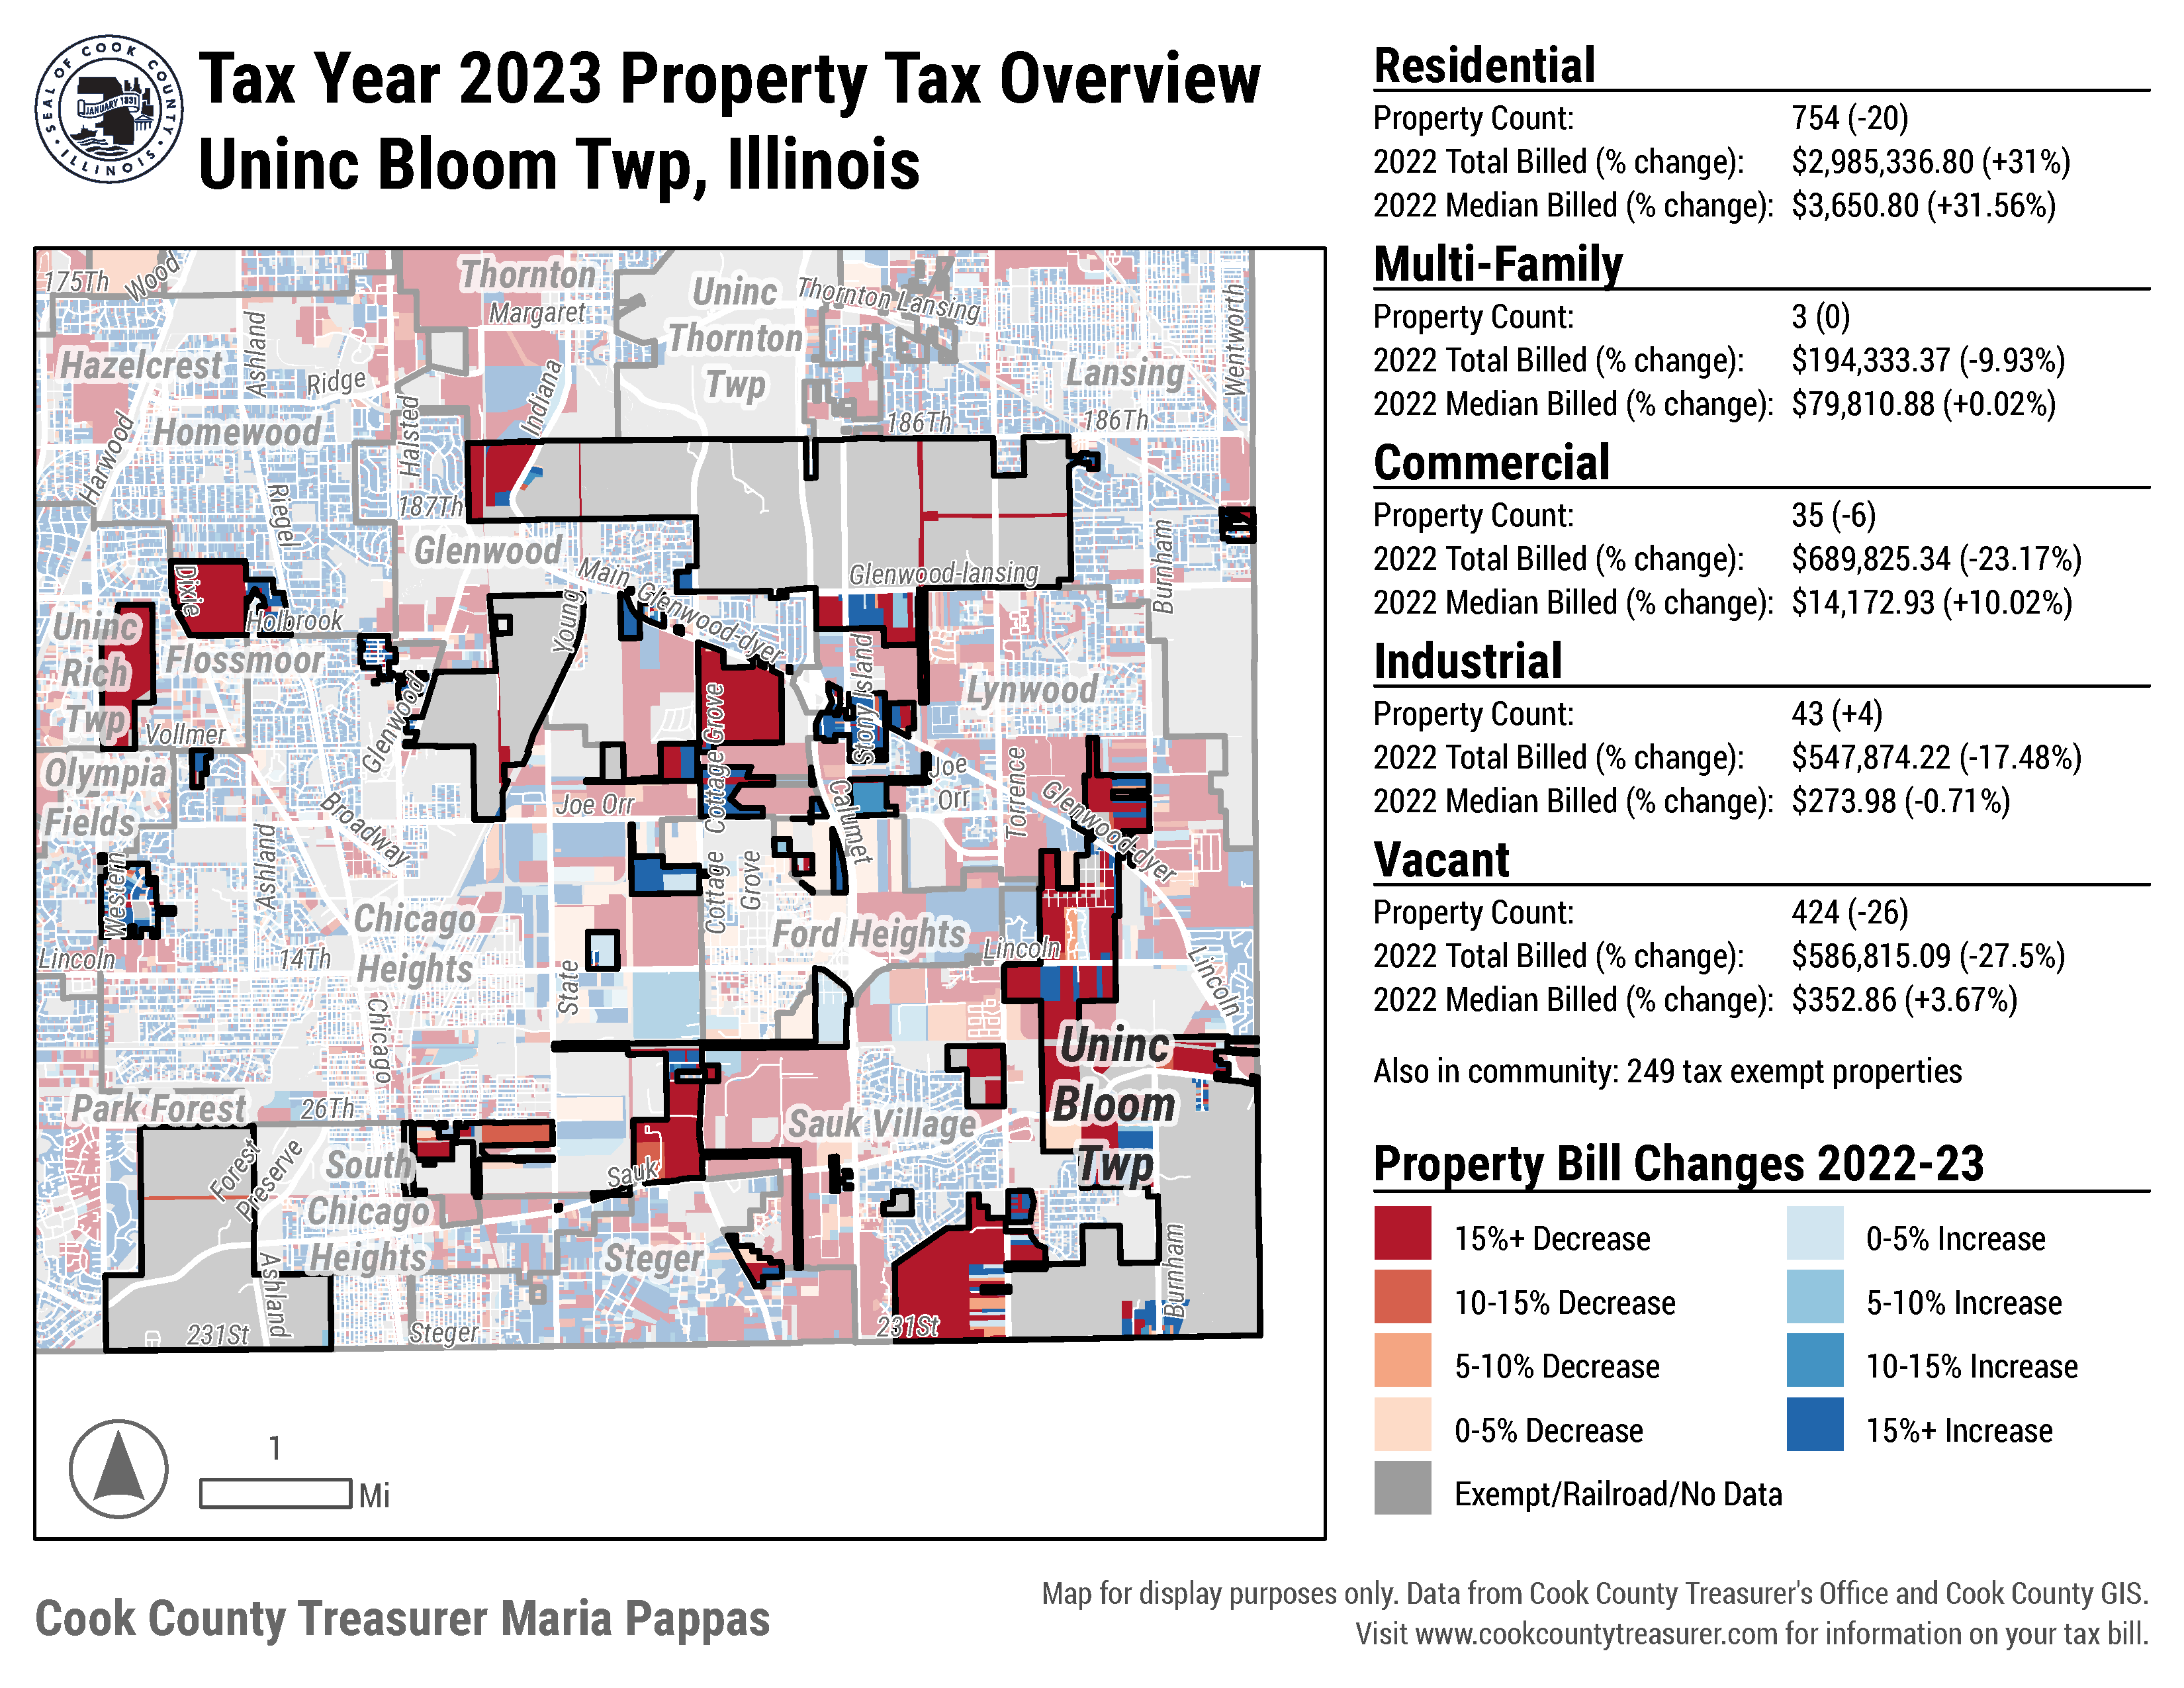 SEAL OF COOK COUNTY
JANUARY 1831
• ILLINOIS •
Tax Year 2023 Property Tax Overview
Uninc Bloom Twp, Illinois
175Th
Wood
Thornton
Margaret
Uninc
Thornton
Twp
Thornton Lansing
Wentworth
Hazelcrest
Ashland
Ridge
Indiana
Lansing
Harwood
Homewood
Halsted
186Th
186Th
Riegel
187Th
Glenwood
Main
Glenwood-dyer
Glenwood-lansing
Burnham
Dixie
Holbrook
Young
Uninc
Rich
Twp
Flossmoor
Glenwood
Stony Island
Lynwood
Vollmer
Cottage Grove
Olympia
Fields
Broadway
Joe Orr
Cottage
Calumet
Joe
Orr
Torrence
Glenwood-dyer
Western
Ashland
Cottage
Grove
Chicago
Heights
Ford Heights
Lincoln
Lincoln
14Th
State
Lincoln
Chicago
Uninc
Bloom
Twp
Park Forest
26Th
Sauk Village
Forest
Preserve
South
Chicago
Heights
Sauk
Steger
Ashland
Burnham
231St
Steger
231St
1
Mi
Residential
Property Count: 754 (-20)
2022 Total Billed (% change): $2,985,336.80 (+31%)
2022 Median Billed (% change): $3,650.80 (+31.56%)
Multi-Family
Property Count: 3 (0)
2022 Total Billed (% change): $194,333.37 (-9.93%)
2022 Median Billed (% change): $79,810.88 (+0.02%)
Commercial
Property Count: 35 (-6)
2022 Total Billed (% change): $689,825.34 (-23.17%)
2022 Median Billed (% change): $14,172.93 (+10.02%)
Industrial
Property Count: 43 (+4)
2022 Total Billed (% change): $547,874.22 (-17.48%)
2022 Median Billed (% change): $273.98 (-0.71%)
Vacant
Property Count: 424 (-26)
2022 Total Billed (% change): $586,815.09 (-27.5%)
2022 Median Billed (% change): $352.86 (+3.67%)
Also in community: 249 tax exempt properties
Property Bill Changes 2022-23
15%+ Decrease
10-15% Decrease
5-10% Decrease
0-5% Decrease
Exempt/Railroad/No Data
0-5% Increase
5-10% Increase
10-15% Increase
15%+ Increase
Cook County Treasurer Maria Pappas
Map for display purposes only. Data from Cook County Treasurer's Office and Cook County GIS.
Visit www.cookcountytreasurer.com for information on your tax bill.